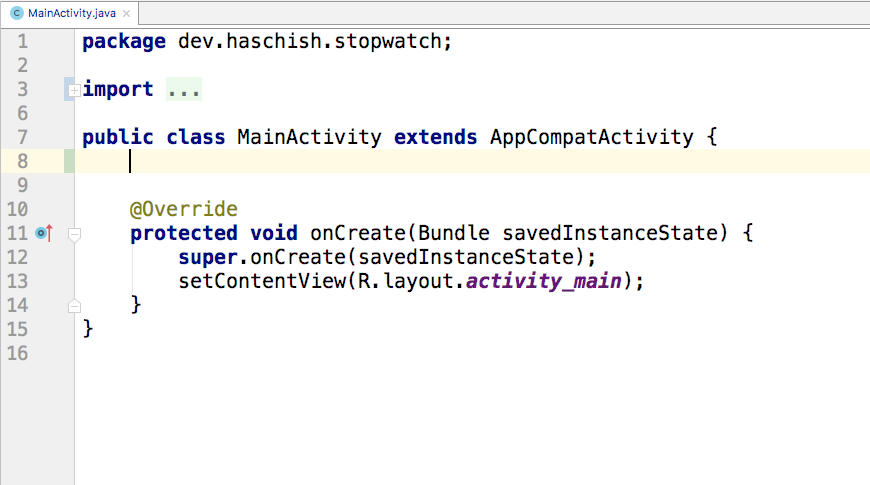 C MainActivity.java ×
1 package dev.haschish.stopwatch;
2
3 import ...
6
7 public class MainActivity extends AppCompatActivity {
8
9
10 @Override
11 protected void onCreate(Bundle savedInstanceState) {
12 super.onCreate(savedInstanceState);
13 setContentView(R.layout.activity_main);
14 }
15 }
16